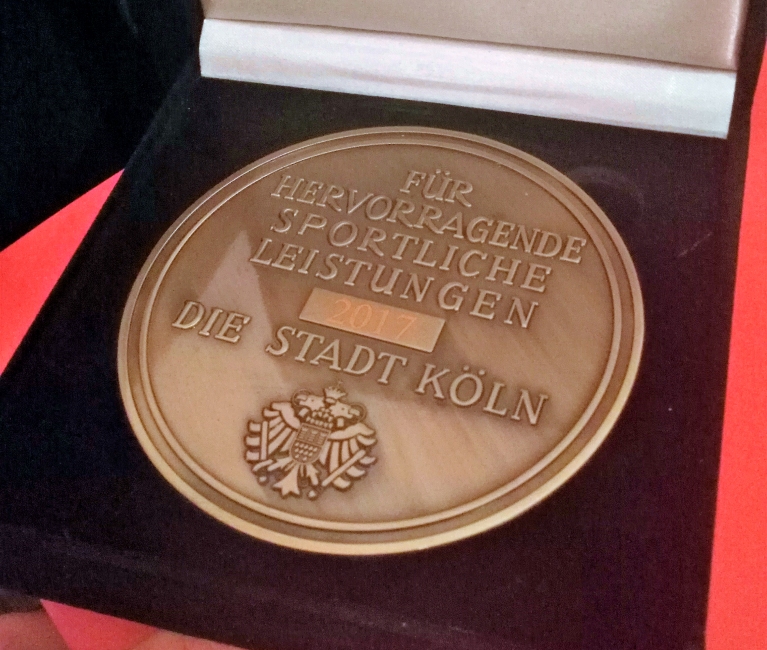 FÜR
HERVORRAGENDE
SPORTLICHE
LEISTUNGEN
2017
DIE STADT KÖLN